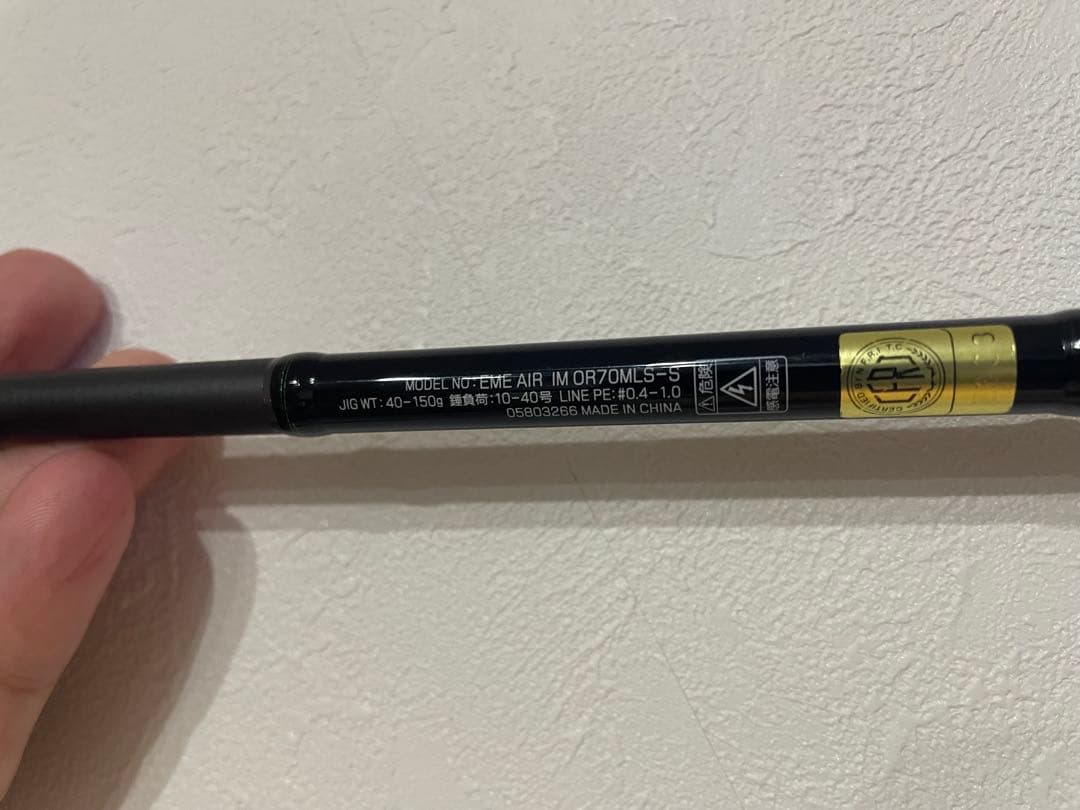 MODEL NO:EME AIR IM OR70MLS-S
JIG WT:40-150g 錘負荷:10-40号 LINE PE:#0.4-1.0
05803266 MADE IN CHINA
危険
感電注意
CERTIFIED